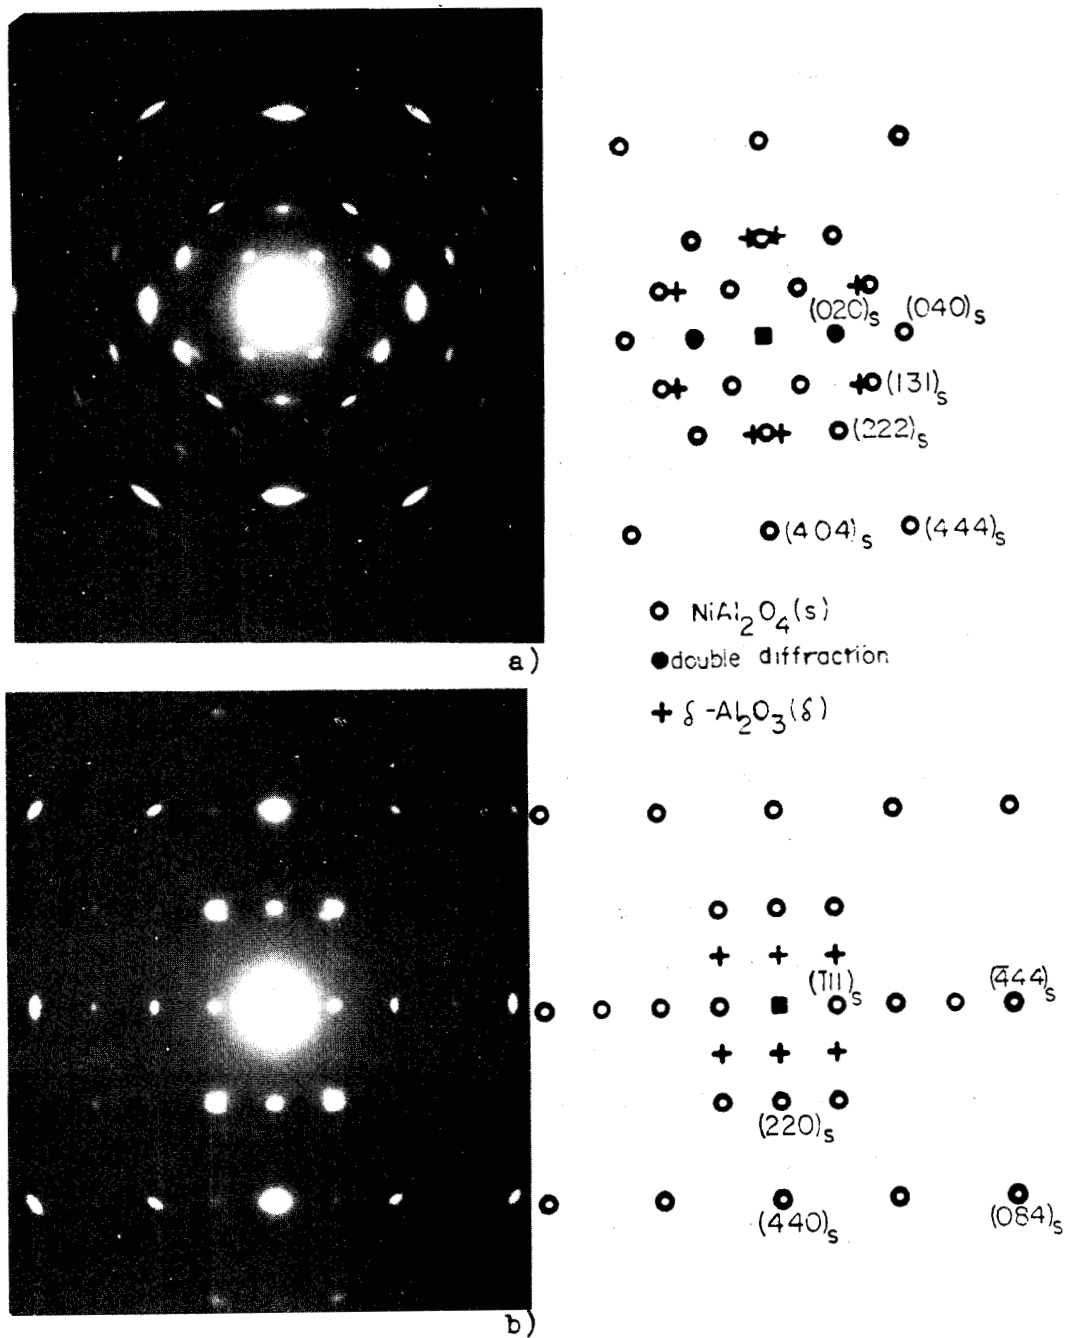 (020)s (040)s
(131)s
(222)s
(404)s (444)s
NiAl2O4(s)
double diffraction
a)
δ-Al2O3(δ)
(1̅11)s (4̅44)s
(220)s
(440)s (084)s
b)